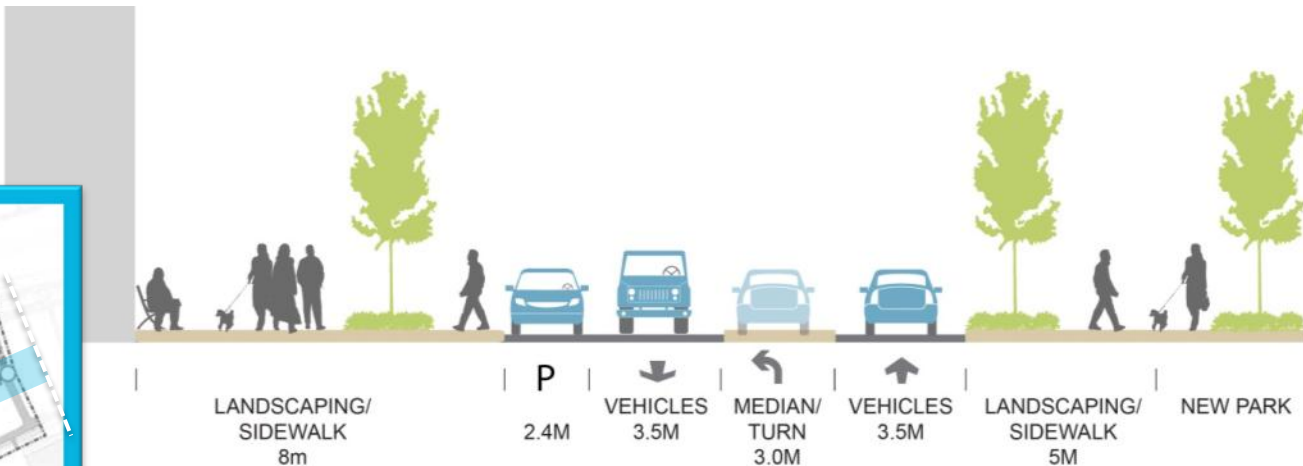 LANDSCAPING/
SIDEWALK
8m
P
2.4M
VEHICLES
3.5M
MEDIAN/
TURN
3.0M
VEHICLES
3.5M
LANDSCAPING/
SIDEWALK
5M
NEW PARK